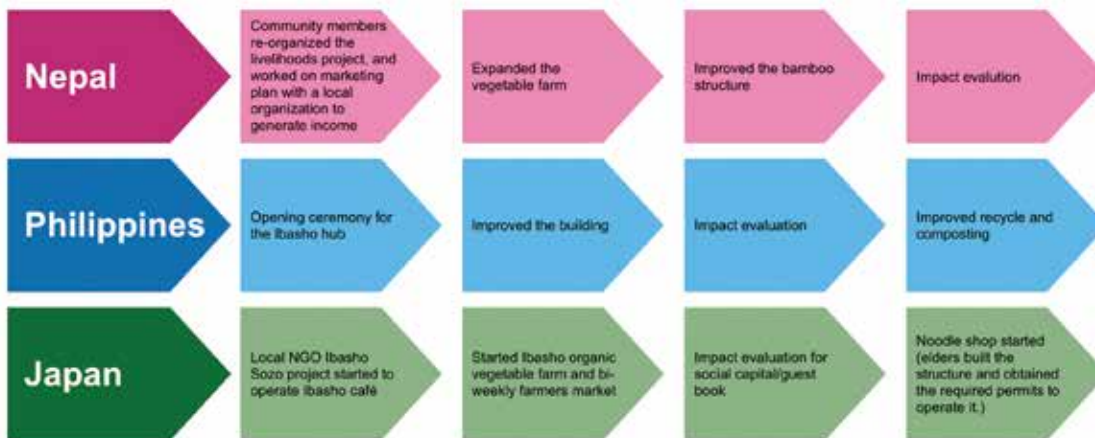 Nepal
Community members
re-organized the
livelihoods project, and
worked on marketing
plan with a local
organization to
generate income
Expanded the
vegetable farm
Improved the bamboo
structure
Impact evalution
Philippines
Opening ceremony for
the Ibasho hub
Improved the building
Impact evaluation
Improved recycle and
composting
Japan
Local NGO Ibasho
Sozo project started to
operate ibasho café
Started Ibasho organic
vegetable farm and bi-
weekly farmers market
Impact evaluation for
social capital/guest
book
Noodle shop started
(elders built the
structure and obtained
the required permits to
operate it.)